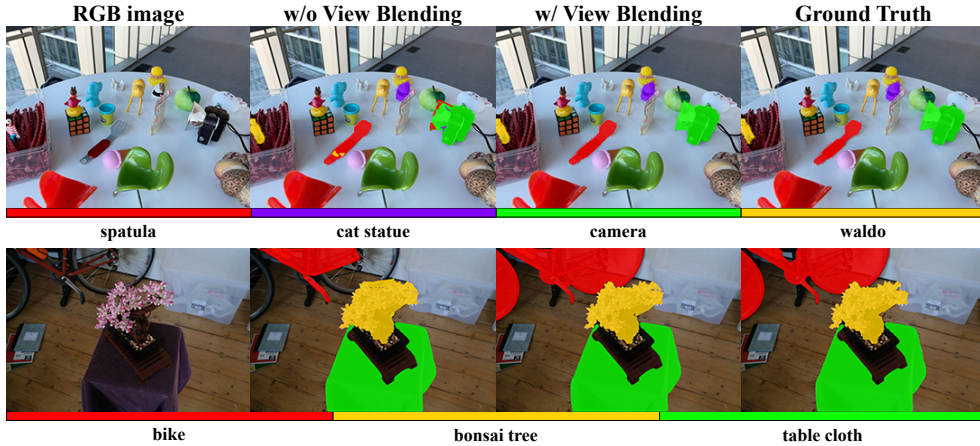 RGB image w/o View Blending w/ View Blending Ground Truth
spatula cat statue camera waldo
bike bonsai tree table cloth